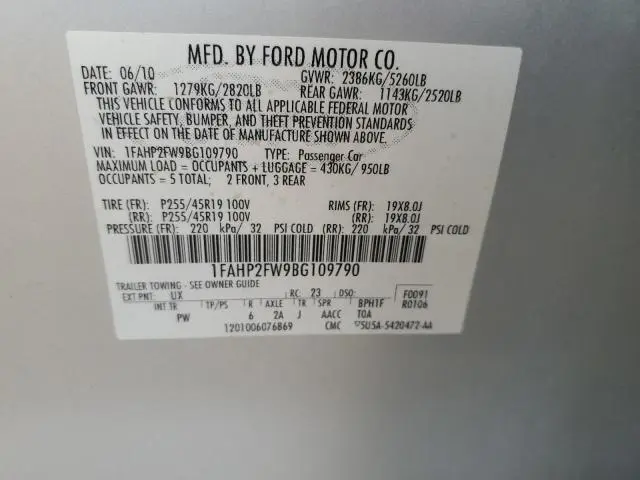 MFD. BY FORD MOTOR CO.
DATE: 06/10 GVWR: 2386KG/5260LB
FRONT GAWR: 1279KG/2820LB REAR GAWR: 1143KG/2520LB
THIS VEHICLE CONFORMS TO ALL APPLICABLE FEDERAL MOTOR
VEHICLE SAFETY, BUMPER, AND THEFT PREVENTION STANDARDS
IN EFFECT ON THE DATE OF MANUFACTURE SHOWN ABOVE.
VIN: 1FAHP2FW9BG109790 TYPE: Passenger Car
MAXIMUM LOAD = OCCUPANTS + LUGGAGE = 430KG/ 950LB
OCCUPANTS = 5 TOTAL; 2 FRONT, 3 REAR
TIRE (FR): P255/45R19 100V RIMS (FR): 19X8.0J
(RR): P255/45R19 100V (RR): 19X8.0J
PRESSURE (FR): 220 kPa/ 32 PSI COLD (RR): 220 kPa/ 32 PSI COLD
1FAHP2FW9BG109790
TRAILER TOWING - SEE OWNER GUIDE
EXT PNT: UX RC: 23 DSO: F0091
INT TR TP/PS R AXLE TR SPR BPH1F R0106
PW 6 2A J AACC TOA
1201006076869 CMC 5U5A-5420472-AA